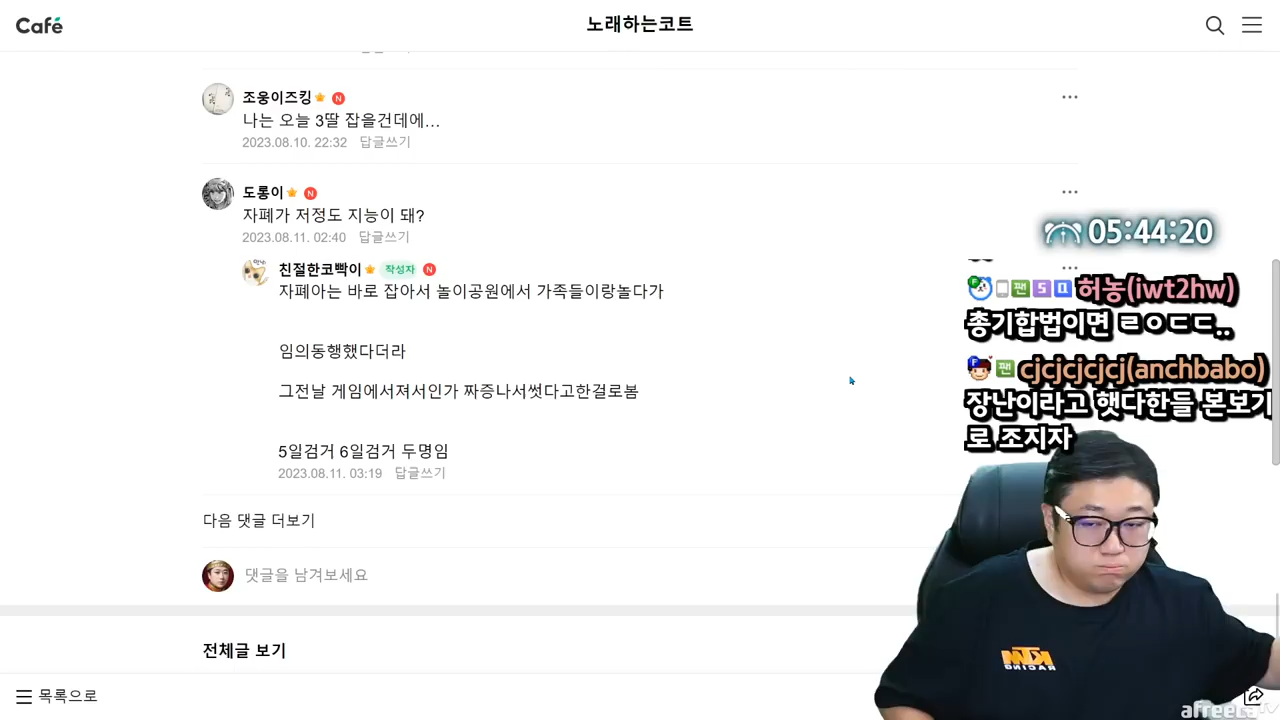 Café
노래하는코트
조웅이즈킹
N
나는 오늘 3딸 잡을건데에...
2023.08.10. 22:32 답글쓰기
도롱이
N
자폐가 저정도 지능이 돼?
2023.08.11. 02:40 답글쓰기
05:44:20
친절한코빡이 작성자 N
자폐아는 바로 잡아서 놀이공원에서 가족들이랑놀다가
임의동행했다더라
그전날 게임에서져서인가 짜증나서썻다고한걸로봄
5일검거 6일검거 두명임
2023.08.11. 03:19 답글쓰기
팬 S
허농(iwt2hw)
총기합법이면 ㄹㅇㄷㄷ..
팬 cjcjcjcjcj(anchbabo)
장난이라고 햇다한들 본보기
로 조지자
다음 댓글 더보기
댓글을 남겨보세요
전체글 보기
목록으로
KTM
RACING
afreecaTV